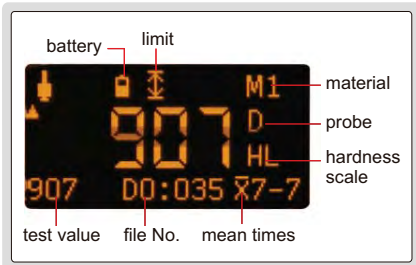 battery
limit
M1
material
907
D
probe
HL
hardness
scale
907 D0:035 X̄7-7
test value file No. mean times